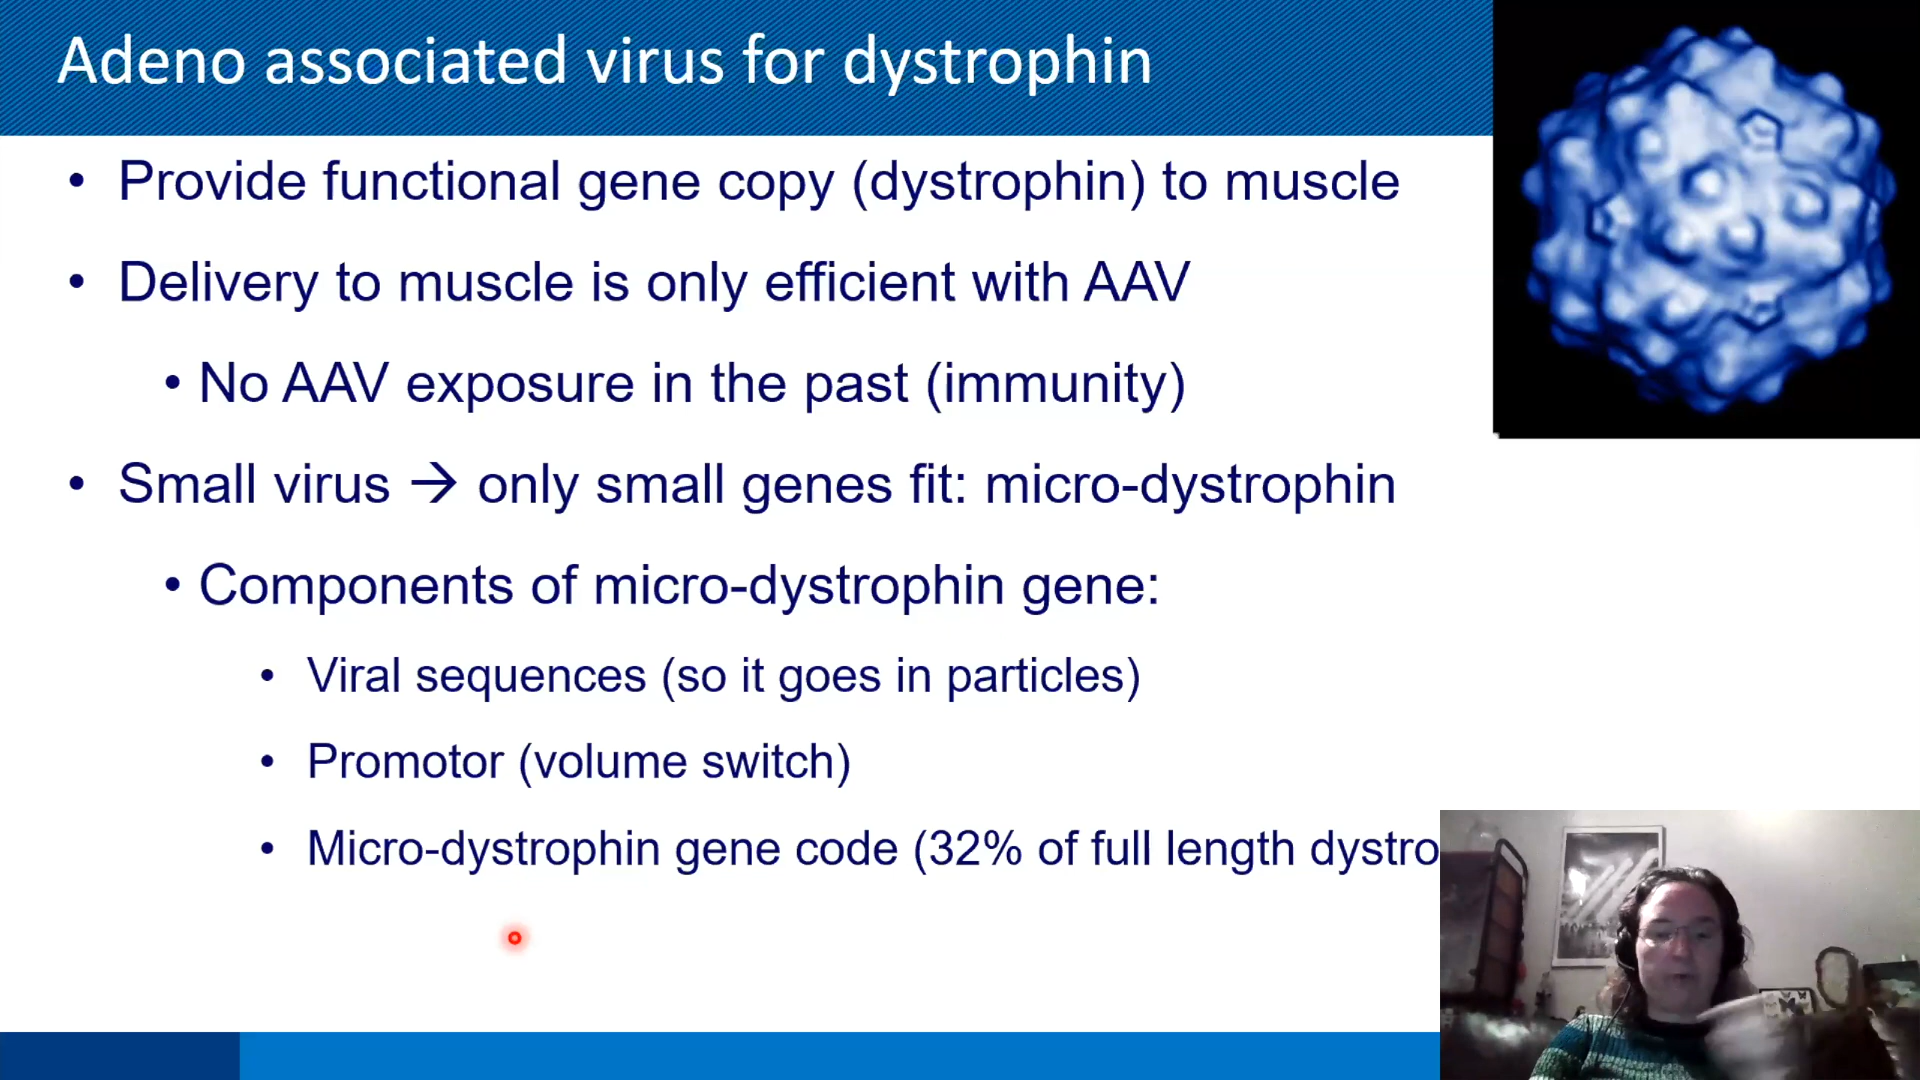 Adeno associated virus for dystrophin
• Provide functional gene copy (dystrophin) to muscle
• Delivery to muscle is only efficient with AAV
• No AAV exposure in the past (immunity)
• Small virus → only small genes fit: micro-dystrophin
• Components of micro-dystrophin gene:
• Viral sequences (so it goes in particles)
• Promotor (volume switch)
• Micro-dystrophin gene code (32% of full length dystro